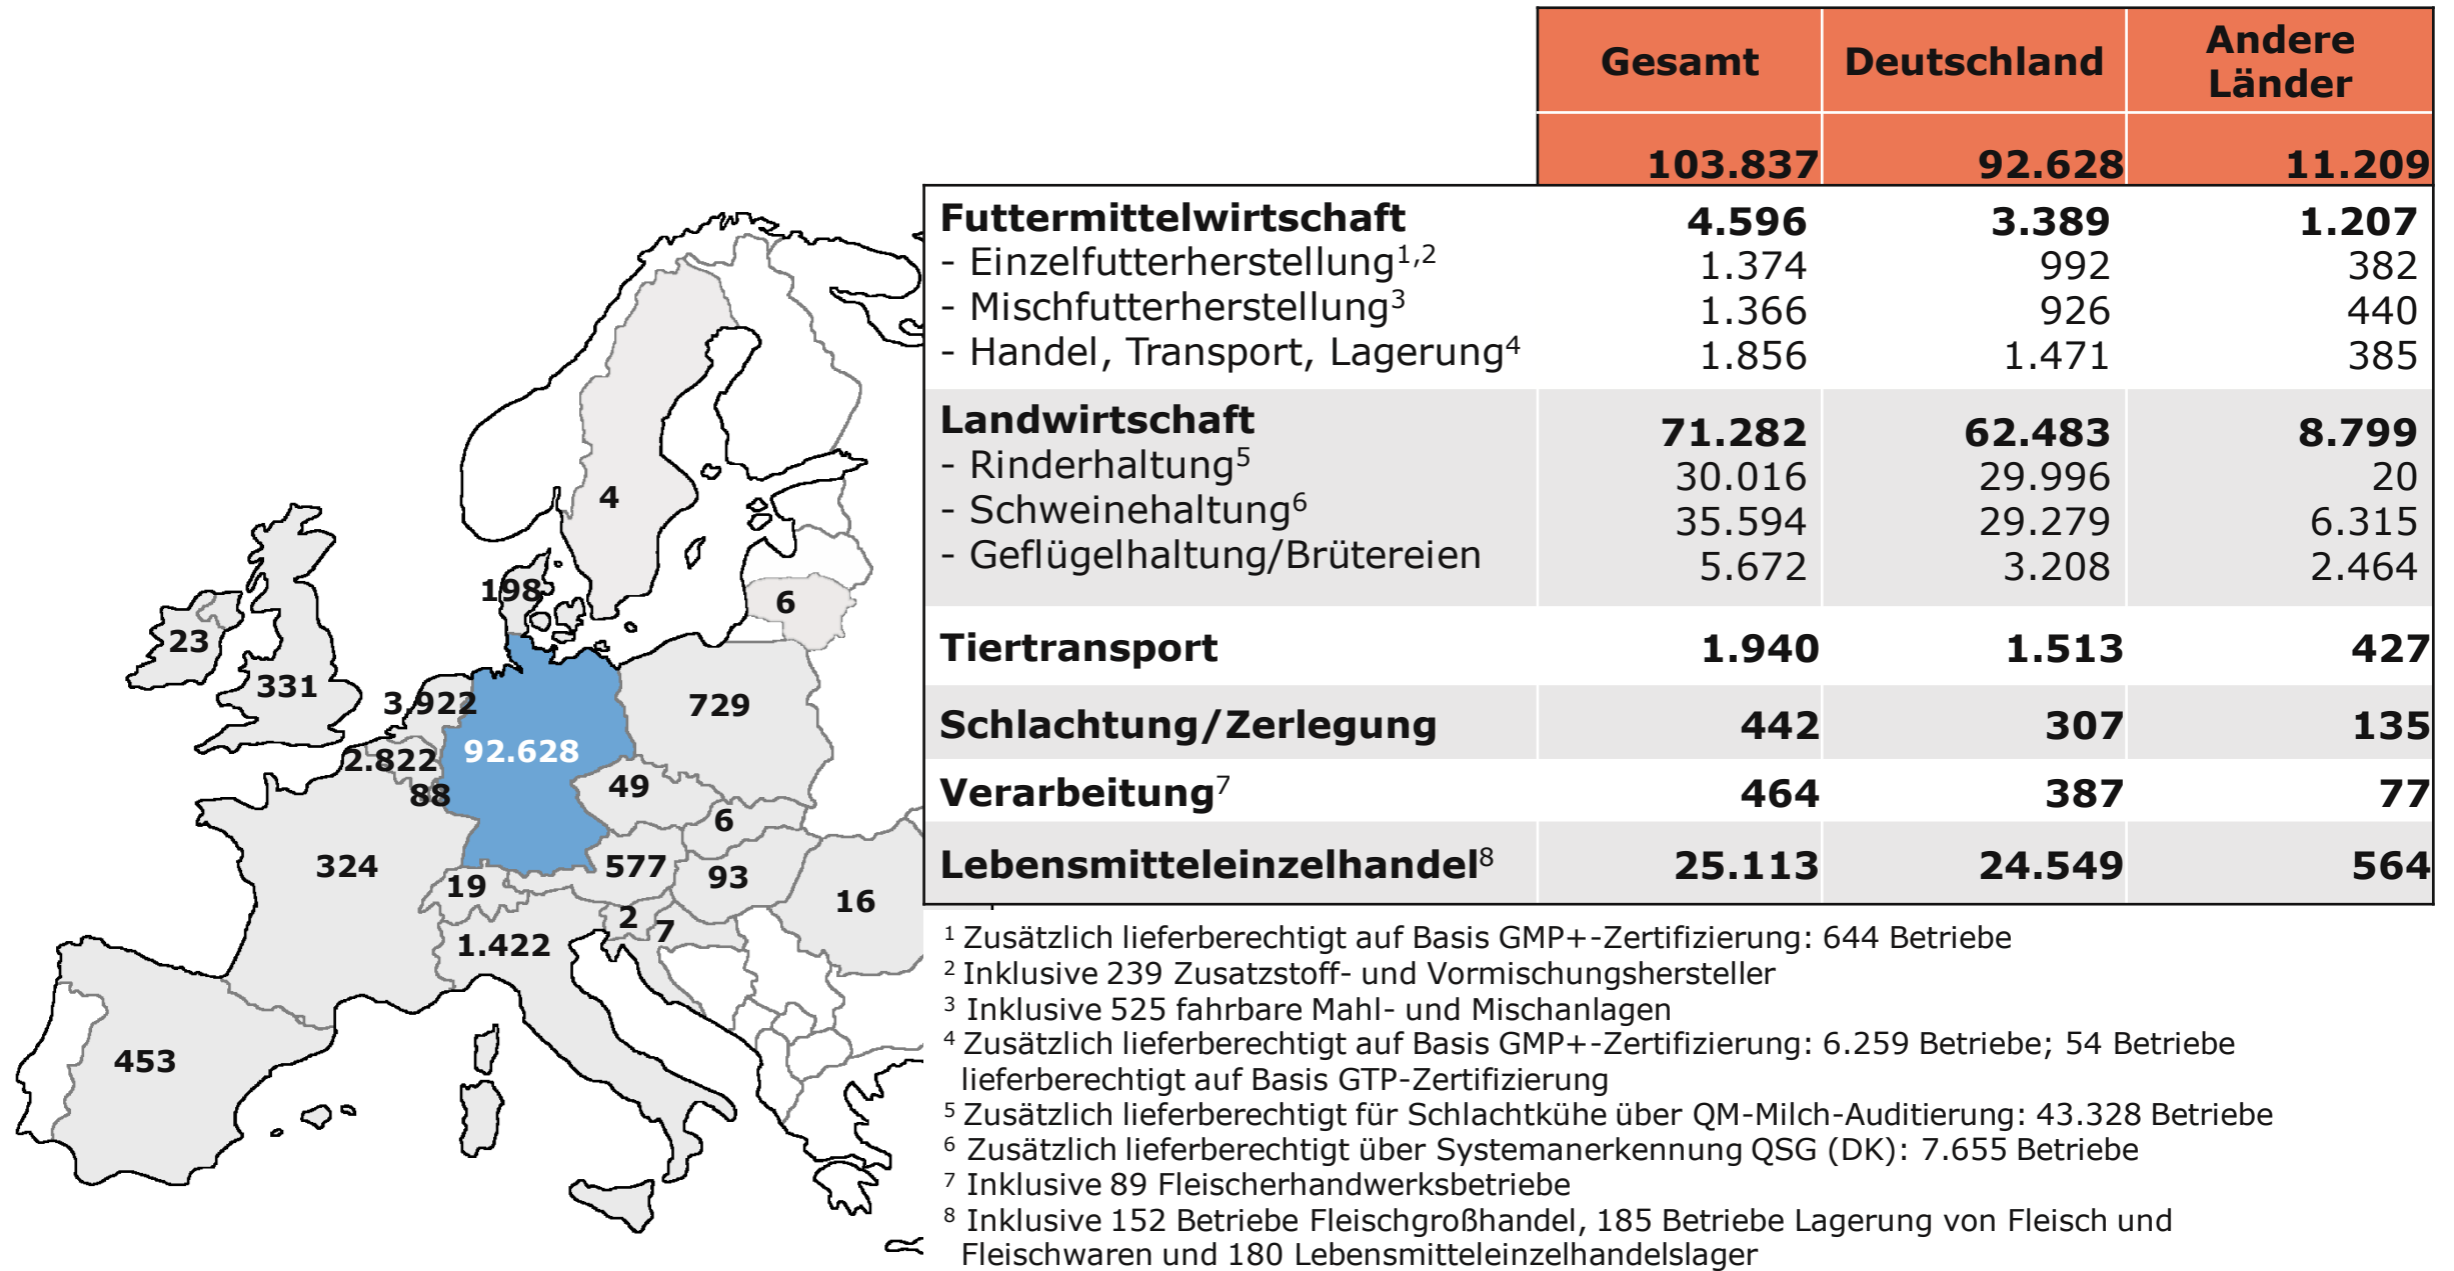 Gesamt Deutschland Andere Länder
103.837 92.628 11.209
Futtermittelwirtschaft 4.596 3.389 1.207
- Einzelfutterherstellung1,2 1.374 992 382
- Mischfutterherstellung3 1.366 926 440
- Handel, Transport, Lagerung4 1.856 1.471 385
Landwirtschaft 71.282 62.483 8.799
- Rinderhaltung5 30.016 29.996 20
- Schweinehaltung6 35.594 29.279 6.315
- Geflügelhaltung/Brütereien 5.672 3.208 2.464
Tiertransport 1.940 1.513 427
Schlachtung/Zerlegung 442 307 135
Verarbeitung7 464 387 77
Lebensmitteleinzelhandel8 25.113 24.549 564
4
198
6
23
331
3.922
729
2.822
92.628
88
49
6
324
19
577
93
16
2
7
1.422
453
1 Zusätzlich lieferberechtigt auf Basis GMP+-Zertifizierung: 644 Betriebe
2 Inklusive 239 Zusatzstoff- und Vormischungshersteller
3 Inklusive 525 fahrbare Mahl- und Mischanlagen
4 Zusätzlich lieferberechtigt auf Basis GMP+-Zertifizierung: 6.259 Betriebe; 54 Betriebe
lieferberechtigt auf Basis GTP-Zertifizierung
5 Zusätzlich lieferberechtigt für Schlachtkühe über QM-Milch-Auditierung: 43.328 Betriebe
6 Zusätzlich lieferberechtigt über Systemanerkennung QSG (DK): 7.655 Betriebe
7 Inklusive 89 Fleischerhandwerksbetriebe
8 Inklusive 152 Betriebe Fleischgroßhandel, 185 Betriebe Lagerung von Fleisch und
Fleischwaren und 180 Lebensmitteleinzelhandelslager